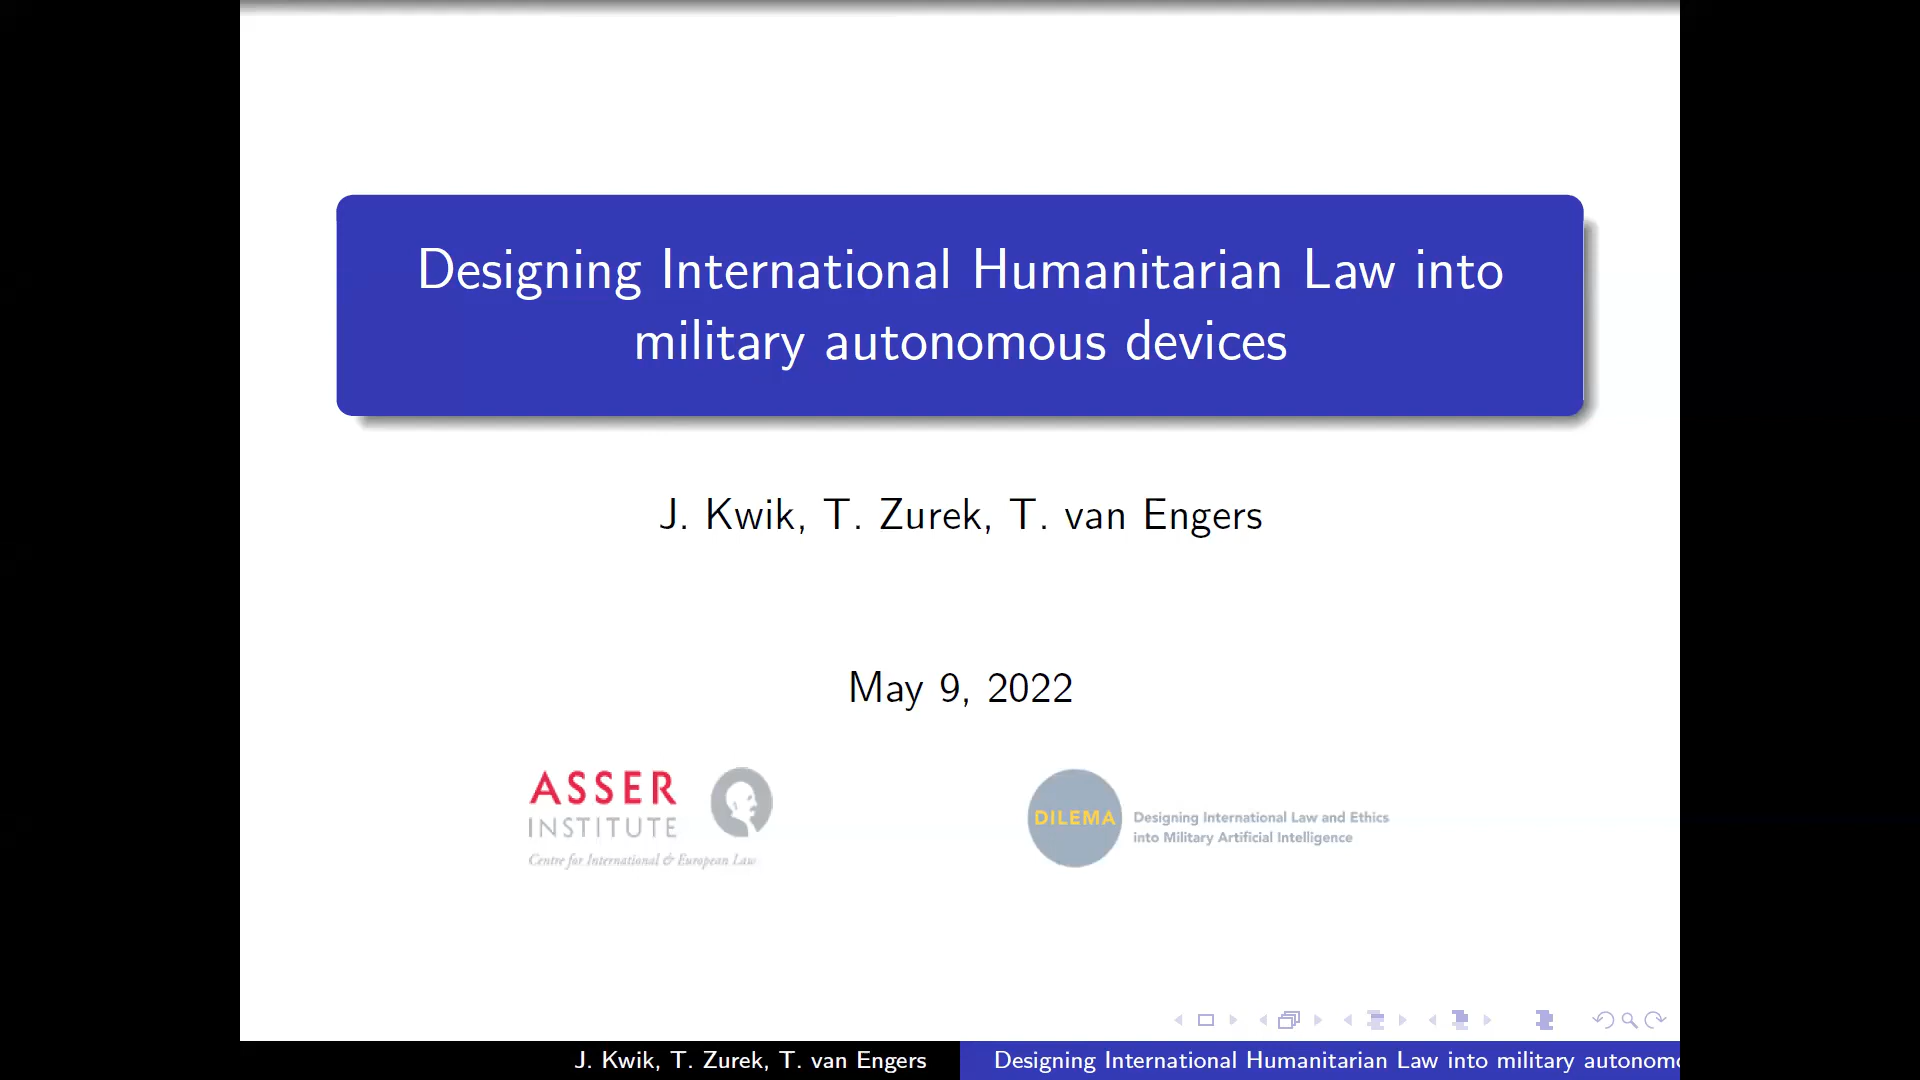 Designing International Humanitarian Law into
military autonomous devices
J. Kwik, T. Zurek, T. van Engers
May 9, 2022
ASSER
INSTITUTE
Centre for International & European Law
DILEMA
Designing International Law and Ethics
into Military Artificial Intelligence
J. Kwik, T. Zurek, T. van Engers
Designing International Humanitarian Law into military autonomo